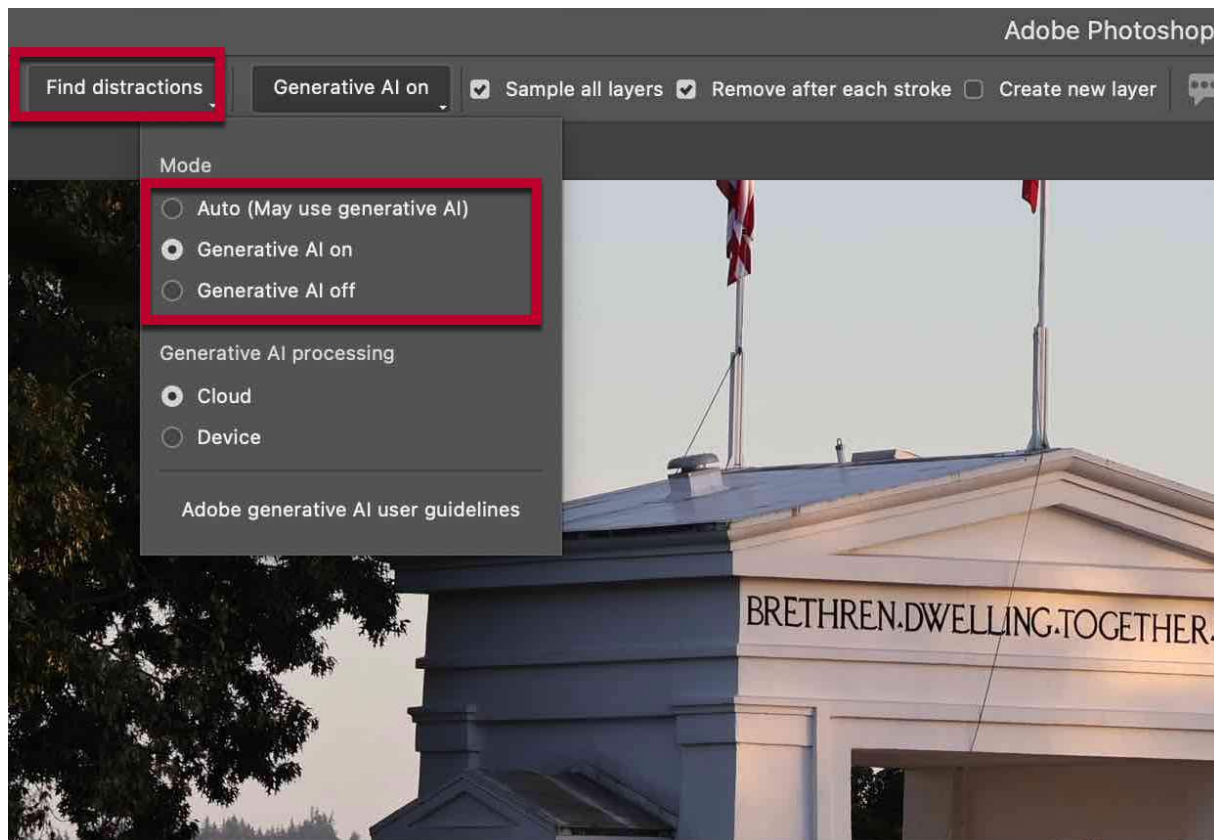 Adobe Photoshop
Find distractions
Generative AI on
Sample all layers
Remove after each stroke
Create new layer
Mode
Auto (May use generative AI)
Generative AI on
Generative AI off
Generative AI processing
Cloud
Device
Adobe generative AI user guidelines
BRETHREN·DWELLING·TOGETHER·